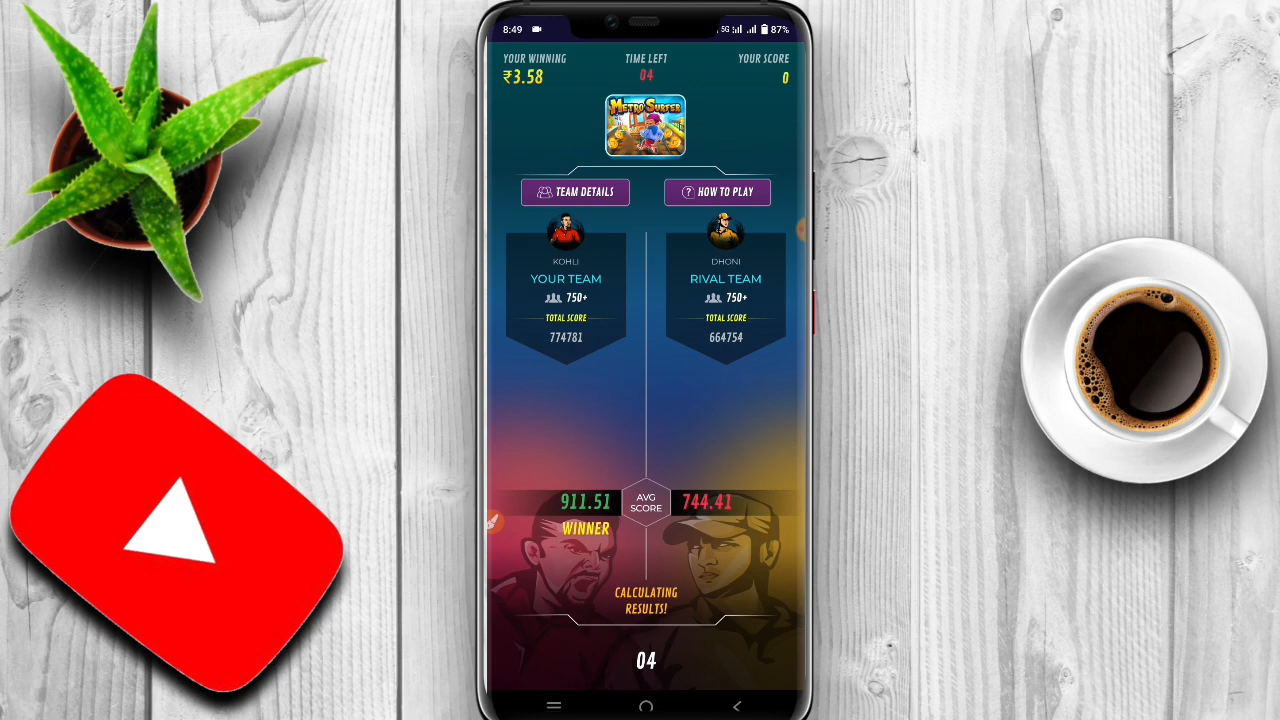 8:49
5G
87%
YOUR WINNING
TIME LEFT
YOUR SCORE
₹3.58
04
0
METRO SURFER
TEAM DETAILS
? HOW TO PLAY
KOHLI
DHONI
YOUR TEAM
RIVAL TEAM
750+
750+
TOTAL SCORE
TOTAL SCORE
774781
664754
911.51
AVG
SCORE
744.41
WINNER
CALCULATING
RESULTS!
04